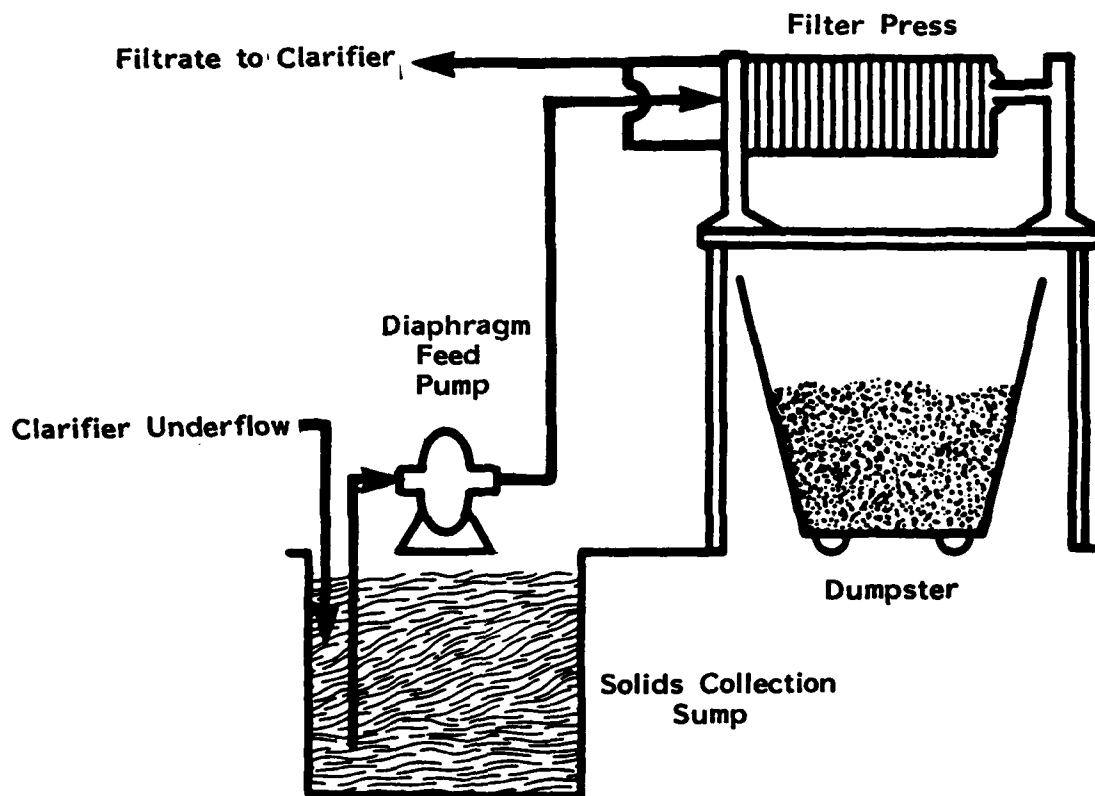 Filter Press
Filtrate to Clarifier
Diaphragm
Feed
Pump
Clarifier Underflow
Dumpster
Solids Collection
Sump